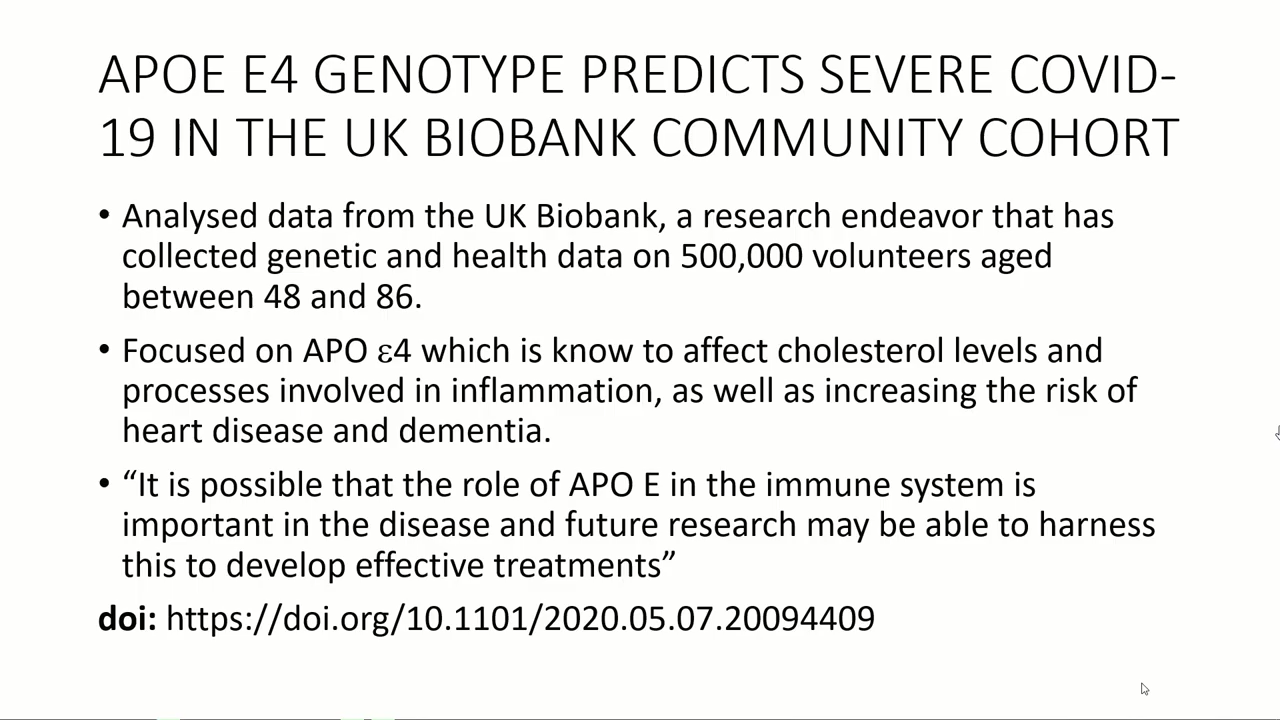 APOE E4 GENOTYPE PREDICTS SEVERE COVID-
19 IN THE UK BIOBANK COMMUNITY COHORT
• Analysed data from the UK Biobank, a research endeavor that has
collected genetic and health data on 500,000 volunteers aged
between 48 and 86.
• Focused on APO ε4 which is know to affect cholesterol levels and
processes involved in inflammation, as well as increasing the risk of
heart disease and dementia.
• “It is possible that the role of APO E in the immune system is
important in the disease and future research may be able to harness
this to develop effective treatments”
doi: https://doi.org/10.1101/2020.05.07.20094409